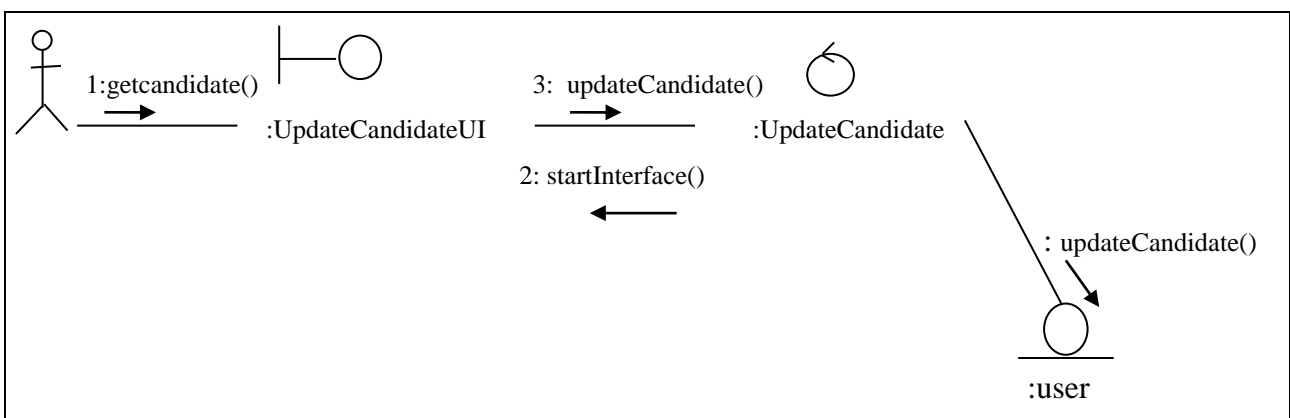 1:getcandidate()
3: updateCandidate()
:UpdateCandidateUI
:UpdateCandidate
2: startInterface()
: updateCandidate()
:user